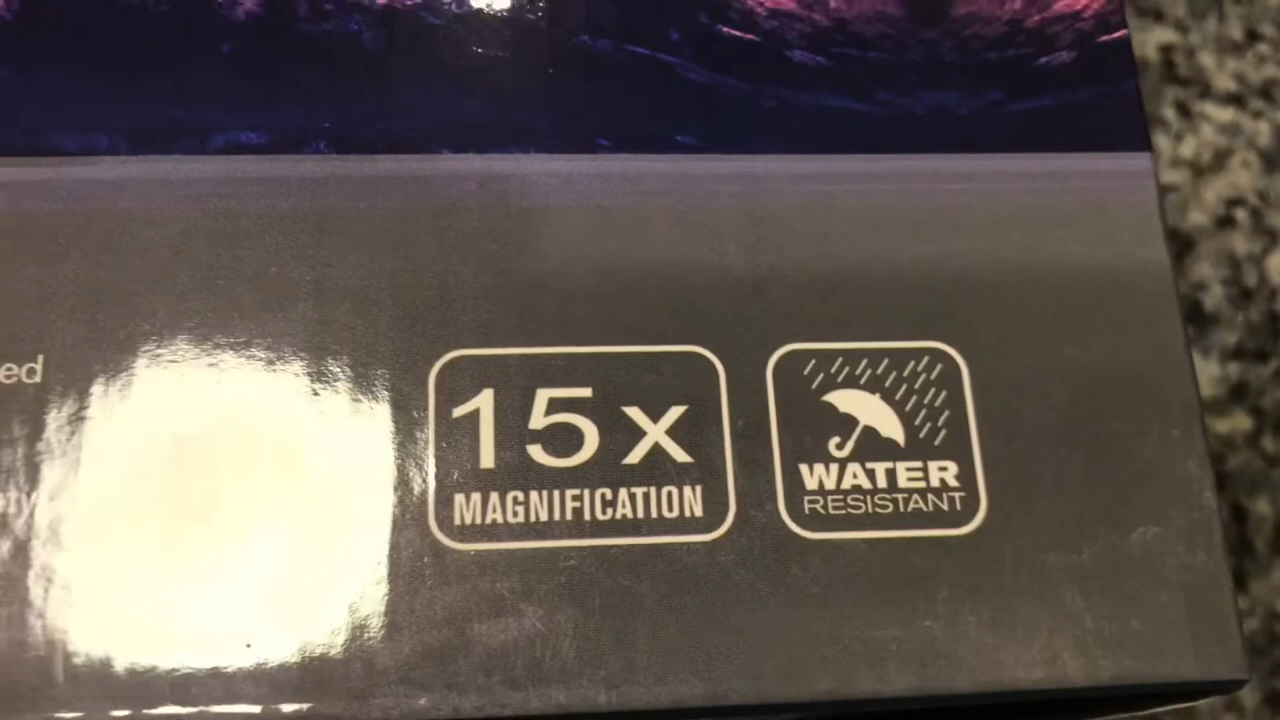 ed
15x
MAGNIFICATION
WATER
RESISTANT